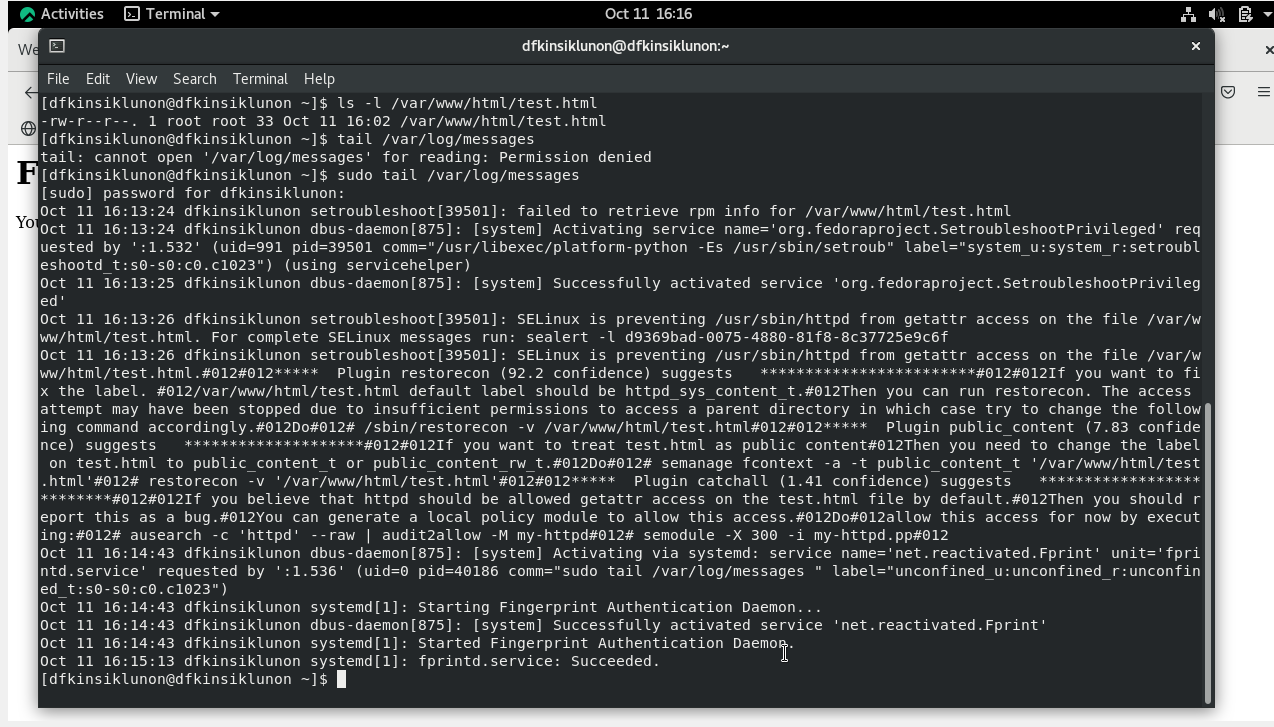 Activities Terminal Oct 11 16:16
We
dfkinsiklunon@dfkinsiklunon:~
File Edit View Search Terminal Help
[dfkinsiklunon@dfkinsiklunon ~]$ ls -l /var/www/html/test.html
-rw-r--r--. 1 root root 33 Oct 11 16:02 /var/www/html/test.html
[dfkinsiklunon@dfkinsiklunon ~]$ tail /var/log/messages
tail: cannot open '/var/log/messages' for reading: Permission denied
[dfkinsiklunon@dfkinsiklunon ~]$ sudo tail /var/log/messages
[sudo] password for dfkinsiklunon:
Oct 11 16:13:24 dfkinsiklunon setroubleshoot[39501]: failed to retrieve rpm info for /var/www/html/test.html
Oct 11 16:13:24 dfkinsiklunon dbus-daemon[875]: [system] Activating service name='org.fedoraproject.SetroubleshootPrivileged' req
uested by ':1.532' (uid=991 pid=39501 comm="/usr/libexec/platform-python -Es /usr/sbin/setroub" label="system_u:system_r:setroubl
eshootd_t:s0-s0:c0.c1023") (using servicehelper)
Oct 11 16:13:25 dfkinsiklunon dbus-daemon[875]: [system] Successfully activated service 'org.fedoraproject.SetroubleshootPrivileg
ed'
Oct 11 16:13:26 dfkinsiklunon setroubleshoot[39501]: SELinux is preventing /usr/sbin/httpd from getattr access on the file /var/w
ww/html/test.html. For complete SELinux messages run: sealert -l d9369bad-0075-4880-81f8-8c37725e9c6f
Oct 11 16:13:26 dfkinsiklunon setroubleshoot[39501]: SELinux is preventing /usr/sbin/httpd from getattr access on the file /var/w
ww/html/test.html.#012#012*****  Plugin restorecon (92.2 confidence) suggests   ************************#012#012If you want to fi
x the label. #012/var/www/html/test.html default label should be httpd_sys_content_t.#012Then you can run restorecon. The access
attempt may have been stopped due to insufficient permissions to access a parent directory in which case try to change the follow
ing command accordingly.#012Do#012# /sbin/restorecon -v /var/www/html/test.html#012#012*****  Plugin public_content (7.83 confide
nce) suggests   ********************#012#012If you want to treat test.html as public content#012Then you need to change the label
on test.html to public_content_t or public_content_rw_t.#012Do#012# semanage fcontext -a -t public_content_t '/var/www/html/test
.html'#012# restorecon -v '/var/www/html/test.html'#012#012*****  Plugin catchall (1.41 confidence) suggests   ******************
********#012#012If you believe that httpd should be allowed getattr access on the test.html file by default.#012Then you should r
eport this as a bug.#012You can generate a local policy module to allow this access.#012Do#012allow this access for now by execut
ing:#012# ausearch -c 'httpd' --raw | audit2allow -M my-httpd#012# semodule -X 300 -i my-httpd.pp#012
Oct 11 16:14:43 dfkinsiklunon dbus-daemon[875]: [system] Activating via systemd: service name='net.reactivated.Fprint' unit='fpri
ntd.service' requested by ':1.536' (uid=0 pid=40186 comm="sudo tail /var/log/messages " label="unconfined_u:unconfined_r:unconfin
ed_t:s0-s0:c0.c1023")
Oct 11 16:14:43 dfkinsiklunon systemd[1]: Starting Fingerprint Authentication Daemon...
Oct 11 16:14:43 dfkinsiklunon dbus-daemon[875]: [system] Successfully activated service 'net.reactivated.Fprint'
Oct 11 16:14:43 dfkinsiklunon systemd[1]: Started Fingerprint Authentication Daemon.
Oct 11 16:15:13 dfkinsiklunon systemd[1]: fprintd.service: Succeeded.
[dfkinsiklunon@dfkinsiklunon ~]$
F
You